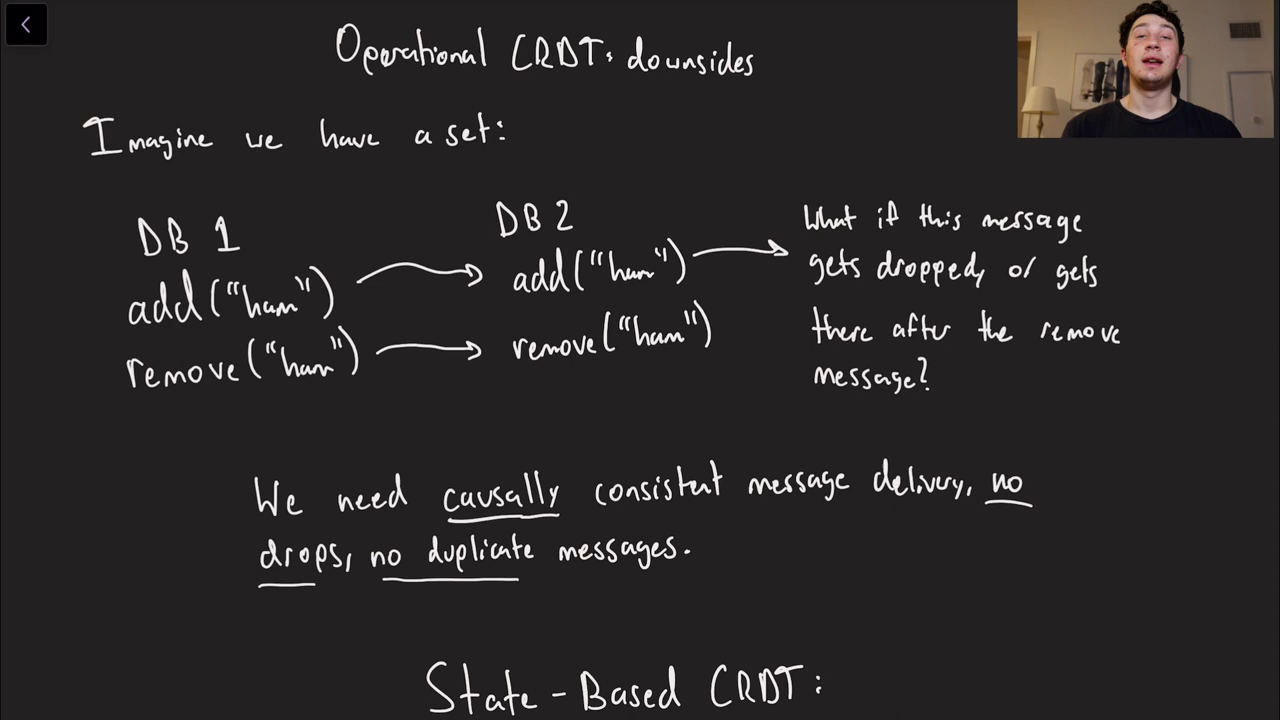 Operational CRDT: downsides
Imagine we have a set:
DB 1
add("ham")
remove("ham")
DB 2
add("ham")
remove("ham")
What if this message
gets dropped, or gets
there after the remove
message?
We need causally consistent message delivery, no
drops, no duplicate messages.
State-Based CRDT: